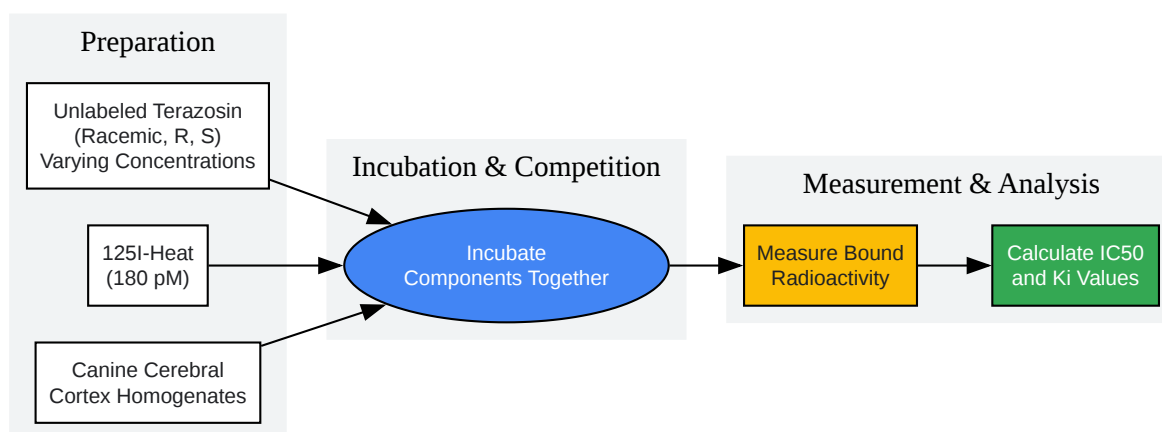 Preparation
Unlabeled Terazosin
(Racemic, R, S)
Varying Concentrations
125I-Heat
(180 pM)
Canine Cerebral
Cortex Homogenates
Incubation & Competition
Incubate
Components Together
Measurement & Analysis
Measure Bound
Radioactivity
Calculate IC50
and Ki Values